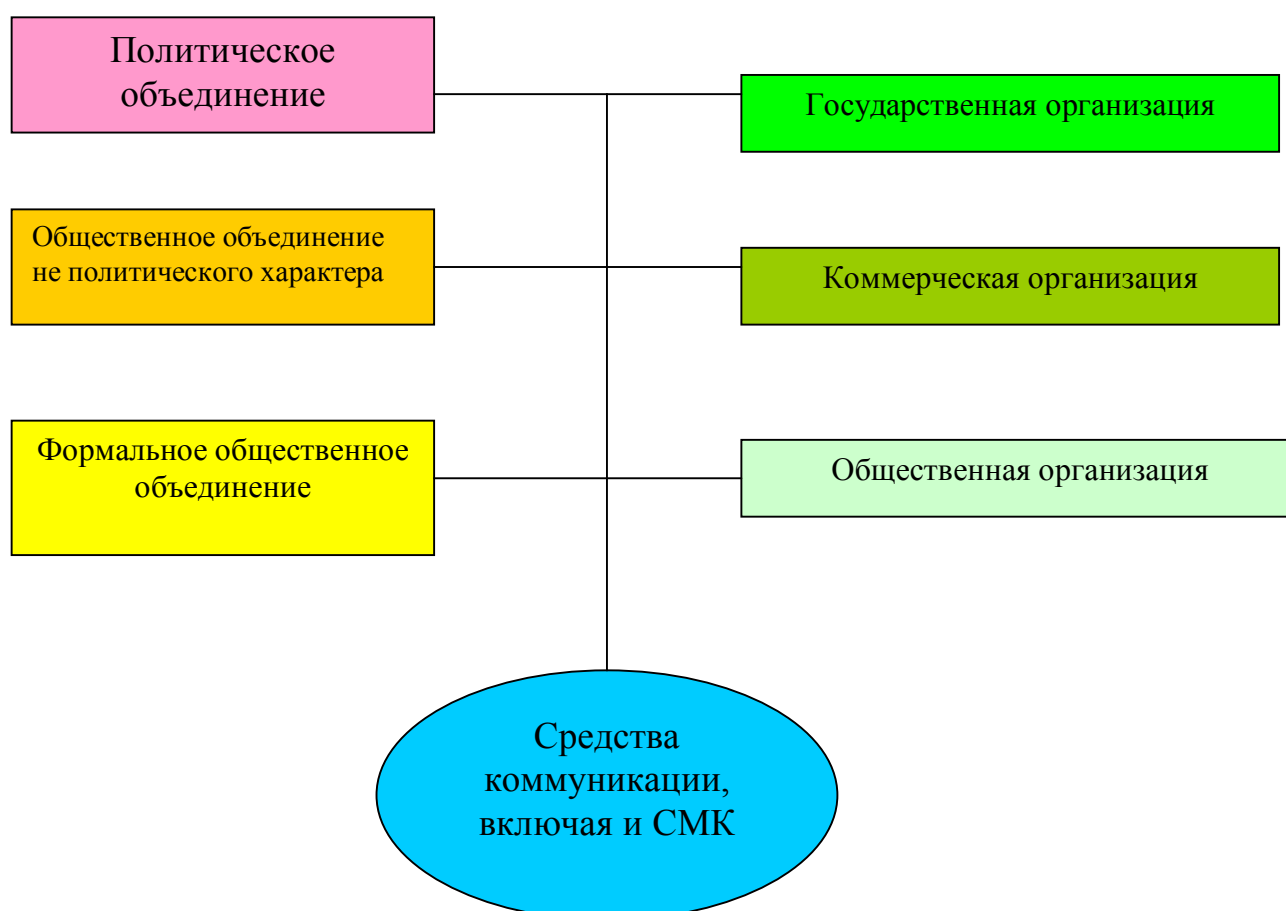 Политическое
объединение
Государственная организация
Общественное объединение
не политического характера
Коммерческая организация
Формальное общественное
объединение
Общественная организация
Средства
коммуникации,
включая и СМК